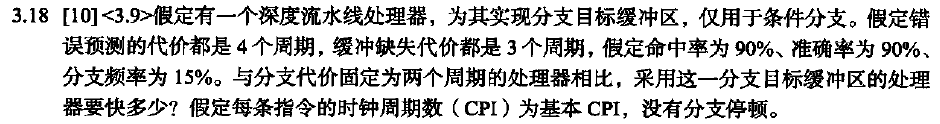 3.18 [10]<3.9>假定有一个深度流水线处理器，为其实现分支目标缓冲区，仅用于条件分支。假定错
误预测的代价都是4个周期，缓冲缺失代价都是3个周期，假定命中率为90%、准确率为90%、
分支频率为15%。与分支代价固定为两个周期的处理器相比，采用这一分支目标缓冲区的处理
器要快多少？假定每条指令的时钟周期数（CPI）为基本CPI，没有分支停顿。